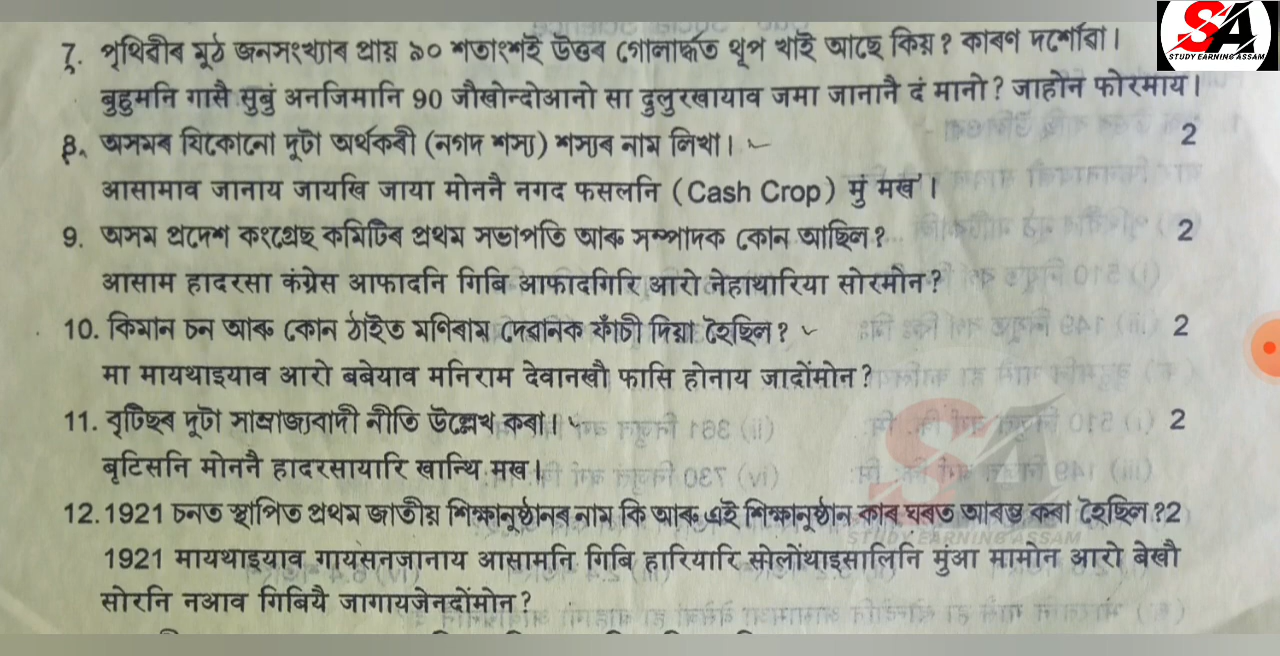 SA
STUDY EARNING ASSAM
7. পৃথিৱীৰ মুঠ জনসংখ্যাৰ প্ৰায় ৯০ শতাংশই উত্তৰ গোলাৰ্দ্ধত থূপ খাই আছে কিয়? কাৰণ দৰ্শোৱা।
बुहुमनि गासै सुबुं अनजिमानि 90 जौखोन्दोआनो सा दुलुरखायाव जमा जानानै दं मानो? जाहोन फोरमाय।
8. অসমৰ যিকোনো দূটা অৰ্থকৰী (নগদ শস্য) শস্যৰ নাম লিখা। 2
आसामाव जानाय जायखि जाया मोननै नगद फसलनि (Cash Crop) मुं मख'।
9. অসম প্ৰদেশ কংগ্ৰেছ কমিটিৰ প্ৰথম সভাপতি আৰু সম্পাদক কোন আছিল? 2
आसाम हादरसा कंग्रेस आफादनि गिबि आफादगिरि आरो नेहाथारिया सोरमोन?
10. কিমান চন আৰু কোন ঠাইত মণিৰাম দেৱানক ফাঁচী দিয়া হৈছিল? 2
मा मायथाइयाव आरो बबेयाव मनिराम देवानखौ फासि होनाय जादोंमोन?
11. বৃটিছৰ দূটা সাম্ৰাজ্যবাদী নীতি উল্লেখ কৰা। 2
बृटिसनि मोननै हादरसायारि खान्थि मख।
12. 1921 চনত স্থাপিত প্ৰথম জাতীয় শিক্ষানুষ্ঠানৰ নাম কি আৰু এই শিক্ষানুষ্ঠান কাৰ ঘৰত আৰম্ভ কৰা হৈছিল? 2
1921 मायथाइयाव गायसनजानाय आसामनि गिबि हारियारि सोलोंथाइसालिनि मुंआ मामोन आरो बेखौ
सोरनि नआव गिबियै जागायजेनदोंमोन?